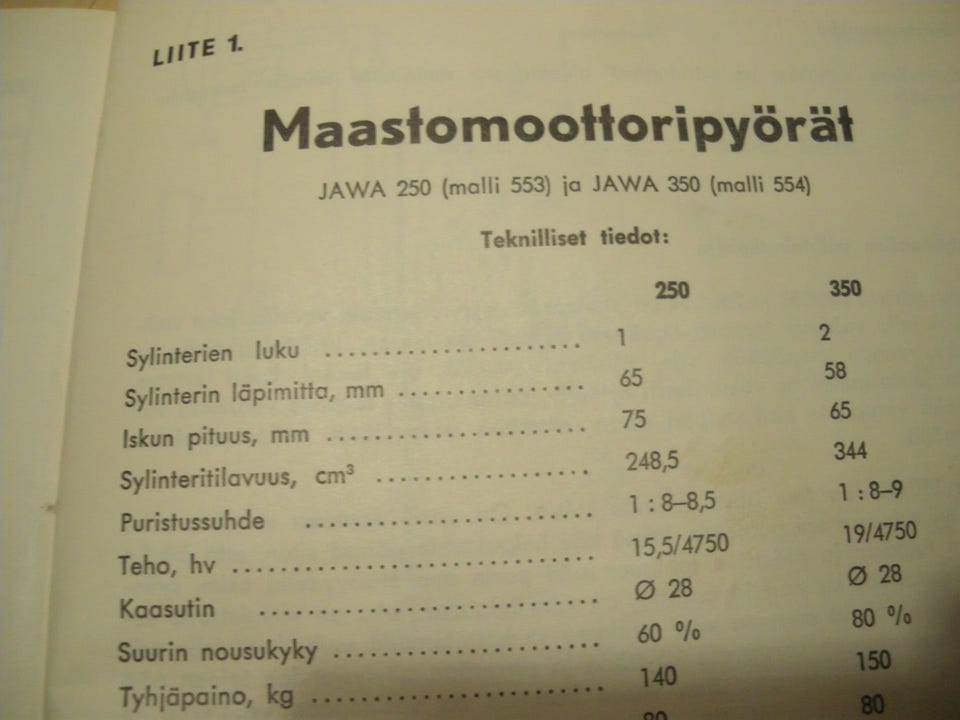 LIITE 1.
Maastomoottoripyörät
JAWA 250 (malli 553) ja JAWA 350 (malli 554)
Teknilliset tiedot:
250 350
Sylinterien luku .................... 1 2
Sylinterin läpimitta, mm ............... 65 58
Iskun pituus, mm .................... 75 65
Sylinteritilavuus, cm³ ................. 248,5 344
Puristussuhde ...................... 1 : 8–8,5 1 : 8–9
Teho, hv ............................ 15,5/4750 19/4750
Kaasutin .......................... Ø 28 Ø 28
Suurin nousukyky .................... 60 % 80 %
Tyhjäpaino, kg ...................... 140 150
80 80